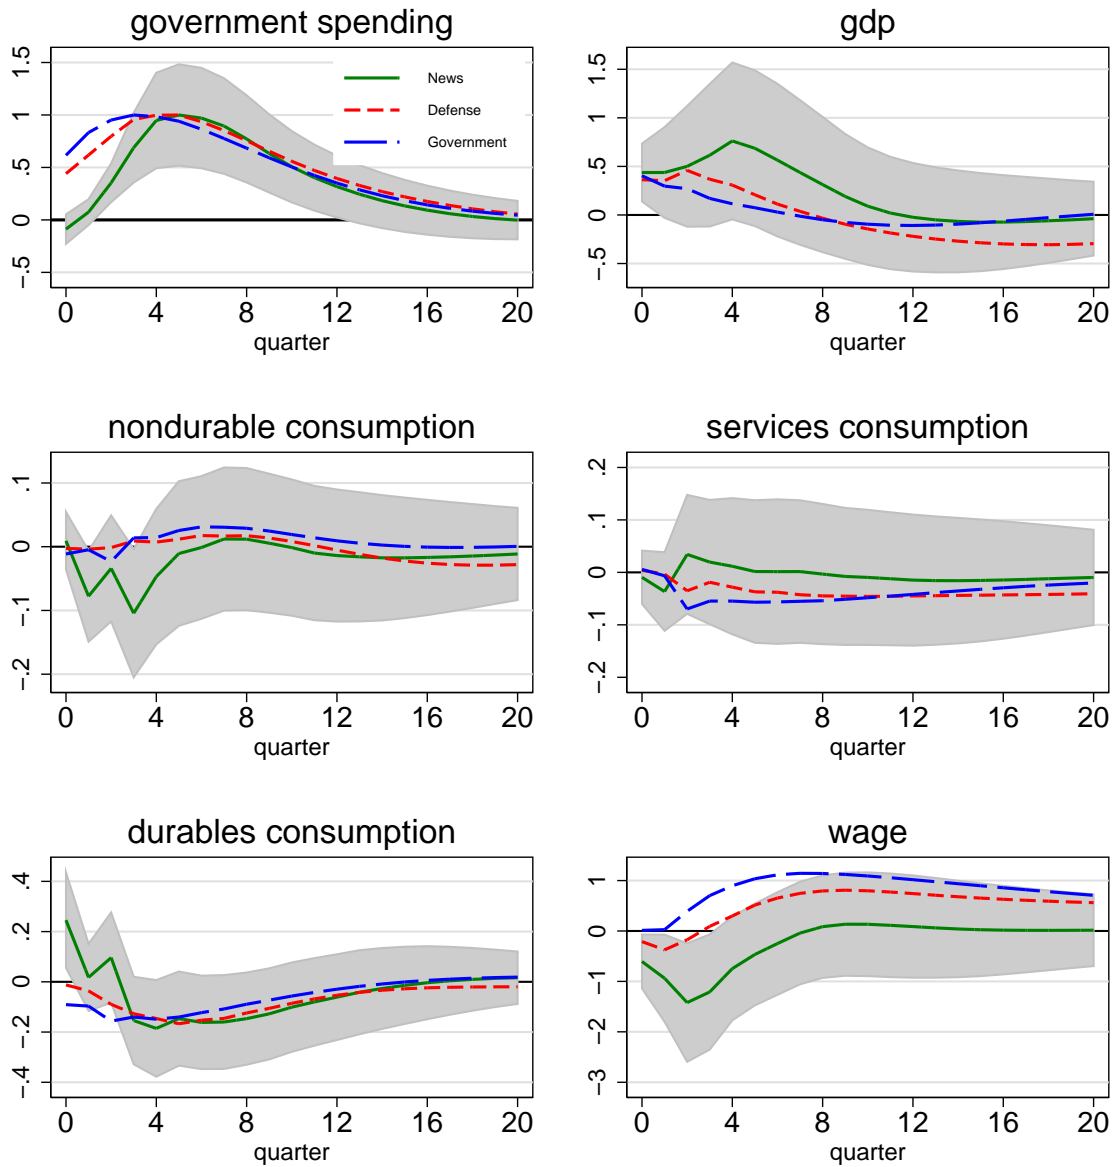 government spending
1.5
1
.5
0
−.5
News
Defense
Government
0 4 8 12 16 20
quarter
gdp
1.5
1
.5
0
−.5
0 4 8 12 16 20
quarter
nondurable consumption
.1
0
−.1
−.2
0 4 8 12 16 20
quarter
services consumption
.2
.1
0
−.1
−.2
0 4 8 12 16 20
quarter
durables consumption
.4
.2
0
−.2
−.4
0 4 8 12 16 20
quarter
wage
1
0
−1
−2
−3
0 4 8 12 16 20
quarter